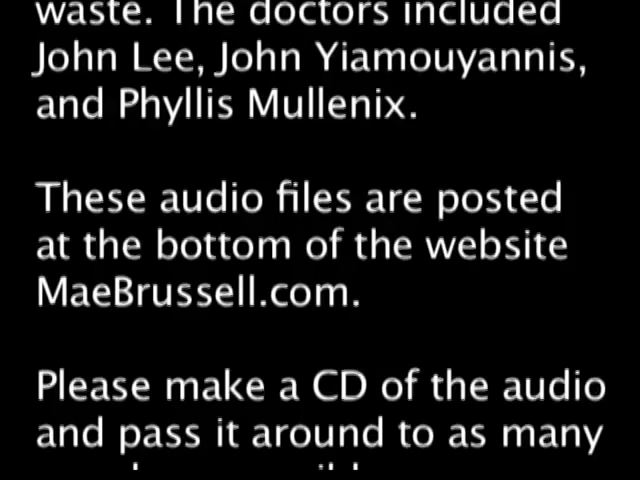 waste. The doctors included
John Lee, John Yiamouyannis,
and Phyllis Mullenix.
These audio files are posted
at the bottom of the website
MaeBrussell.com.
Please make a CD of the audio
and pass it around to as many